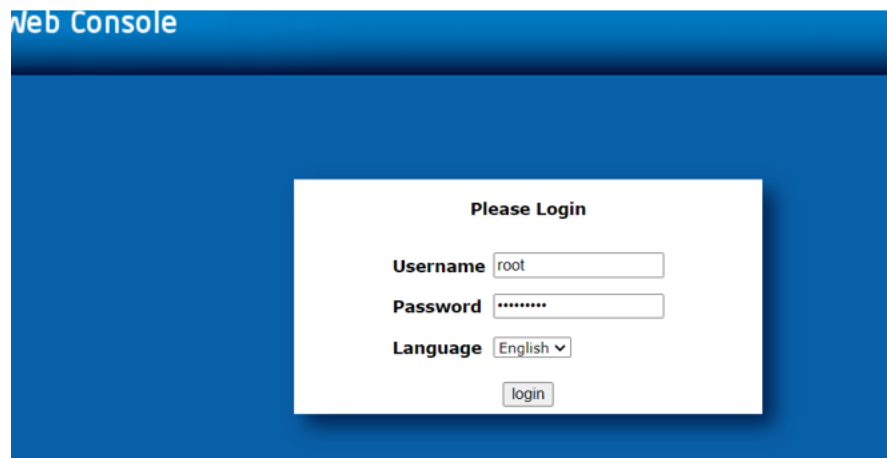 Web Console
Please Login
Username root
Password •••••••••
Language English
login